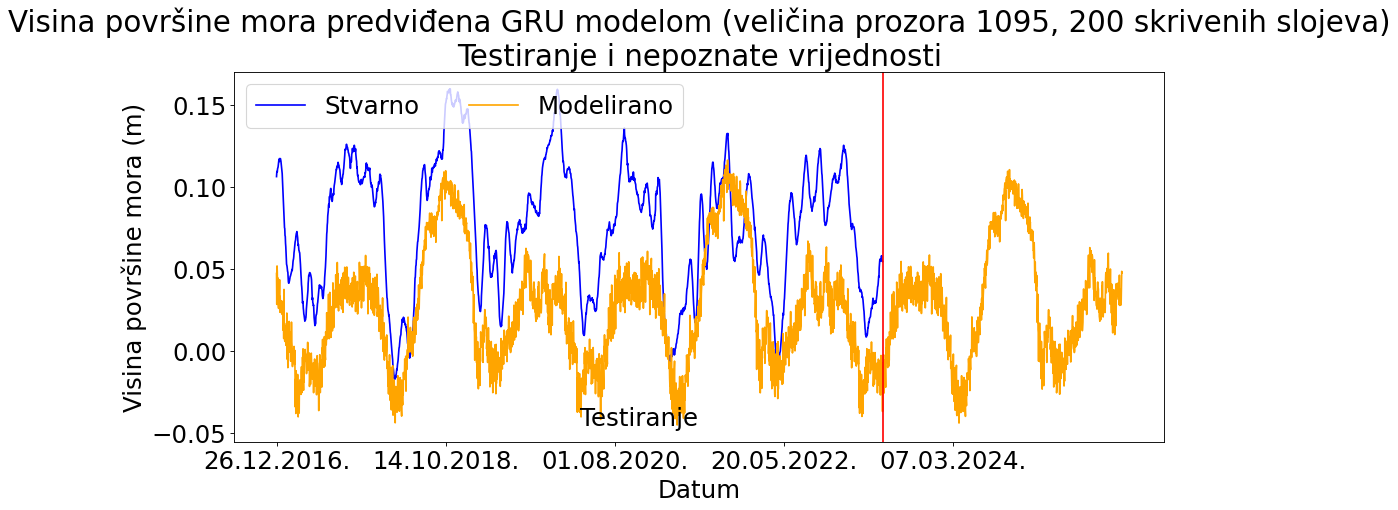 Visina površine mora predviđena GRU modelom (veličina prozora 1095, 200 skrivenih slojeva)
Testiranje i nepoznate vrijednosti
Stvarno
Modelirano
Visina površine mora (m)
0.15
0.10
0.05
0.00
−0.05
Testiranje
26.12.2016.
14.10.2018.
01.08.2020.
20.05.2022.
07.03.2024.
Datum